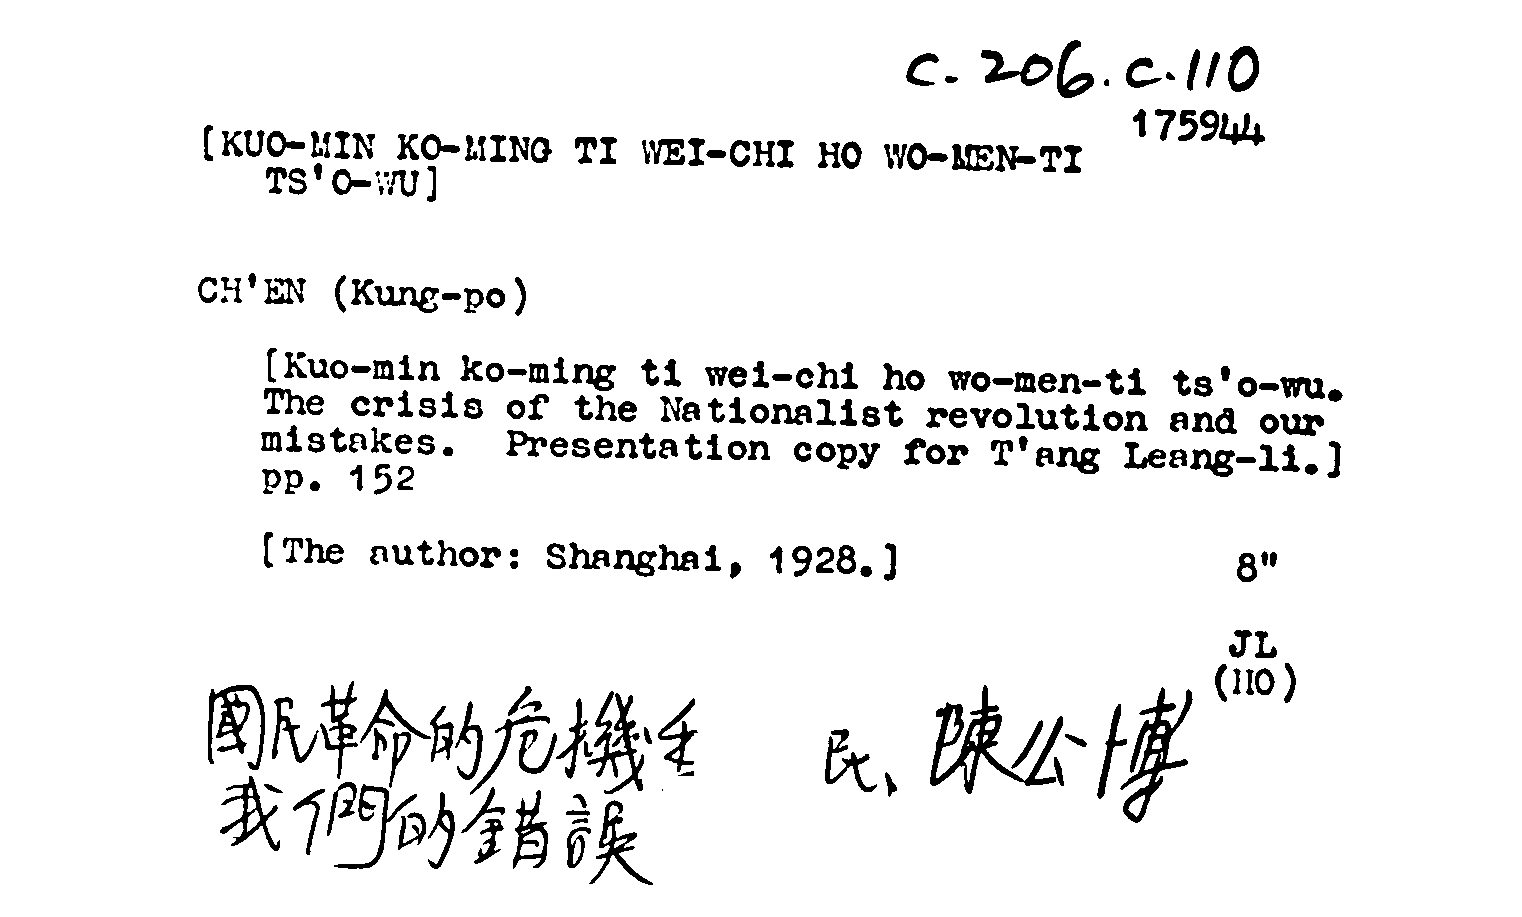 C.206.c.110
175944
[KUO-MIN KO-MING TI WEI-CHI HO WO-MEN-TI
TS'O-WU]
CH'EN (Kung-po)
[Kuo-min ko-ming ti wei-chi ho wo-men-ti ts'o-wu.
The crisis of the Nationalist revolution and our
mistakes. Presentation copy for T'ang Leang-li.]
pp. 152
[The author: Shanghai, 1928.]
8"
JL
(110)
國民革命的危機
民、陳公博
我們的錯誤